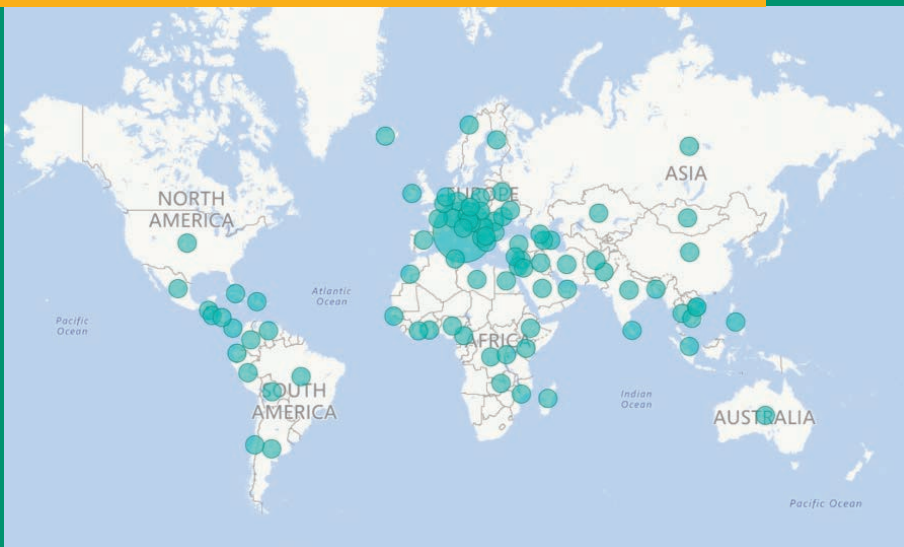 ASIA
EUROPE
NORTH
AMERICA
Atlantic
Ocean
Pacific
Ocean
AFRICA
SOUTH
AMERICA
Indian
Ocean
AUSTRALIA
Pacific Ocean